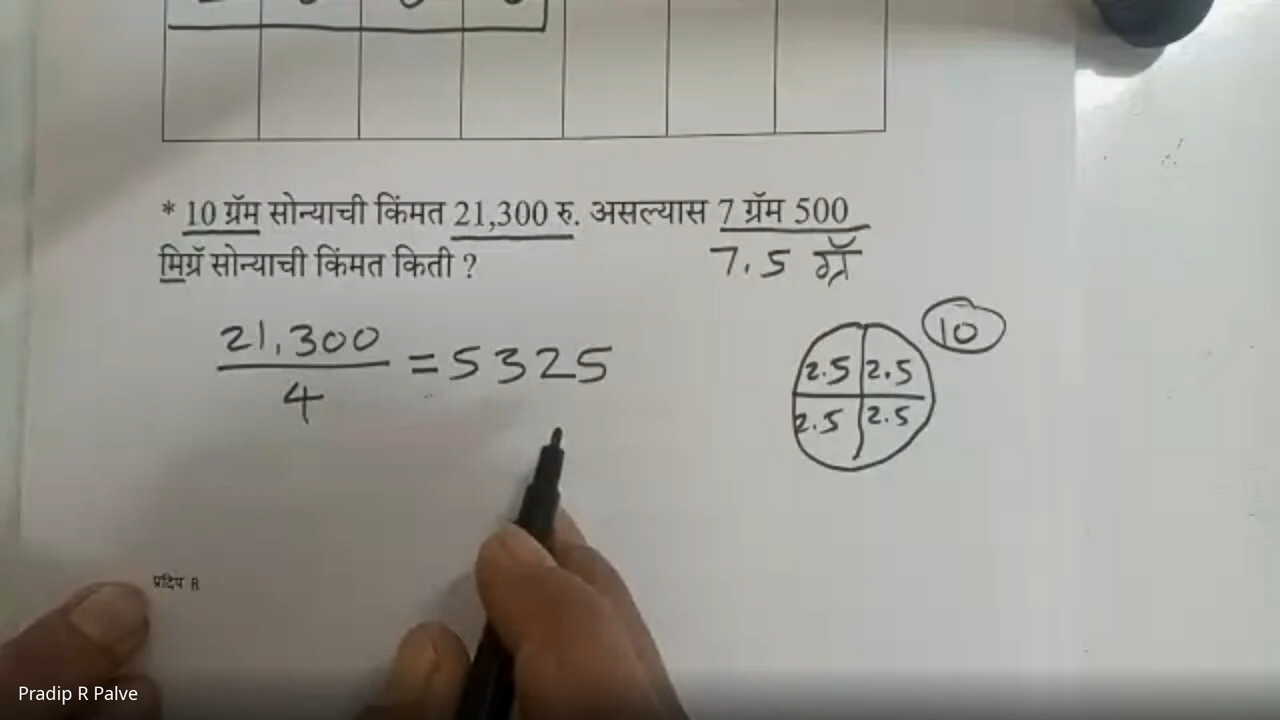 * 10 ग्रॅम सोन्याची किंमत 21,300 रु. असल्यास 7 ग्रॅम 500
मिग्रॅ सोन्याची किंमत किती ?
7.5 ग्रॅ
21,300
4
= 5325
10
2.5 2.5
2.5 2.5
प्रदिप R
Pradip R Palve